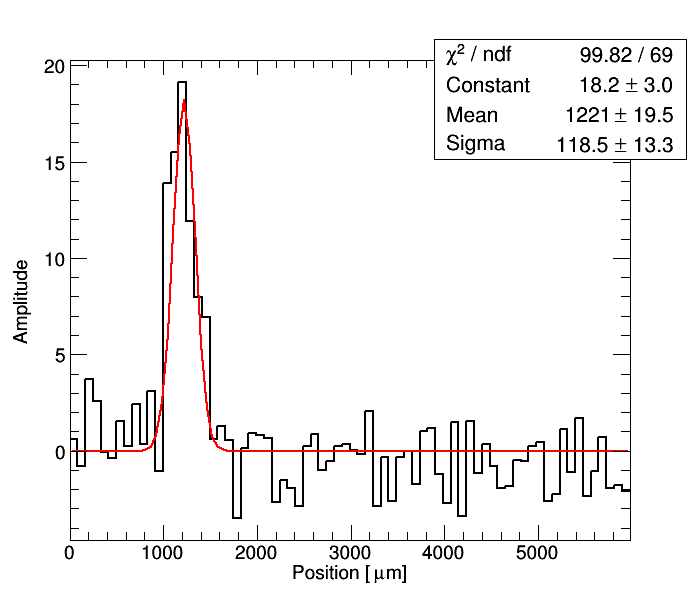 χ² / ndf 99.82 / 69
Constant 18.2 ± 3.0
Mean 1221 ± 19.5
Sigma 118.5 ± 13.3
20
15
10
5
0
Amplitude
0 1000 2000 3000 4000 5000
Position [ μm]